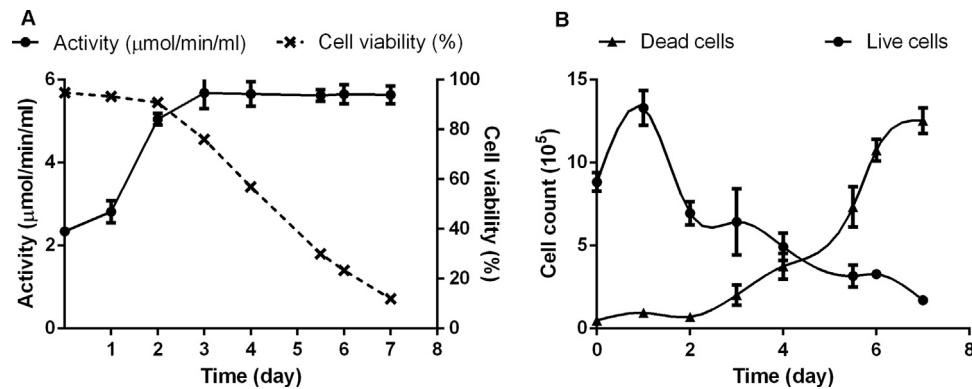 A
Activity (μmol/min/ml) Cell viability (%)
Activity (μmol/min/ml)
6
4
2
0
100
80
60
40
20
0
Cell viability
(%)
1 2 3 4 5 6 7 8
Time (day)
B
Dead cells Live cells
Cell count (10⁵)
15
10
5
0
0 2 4 6 8
Time (day)